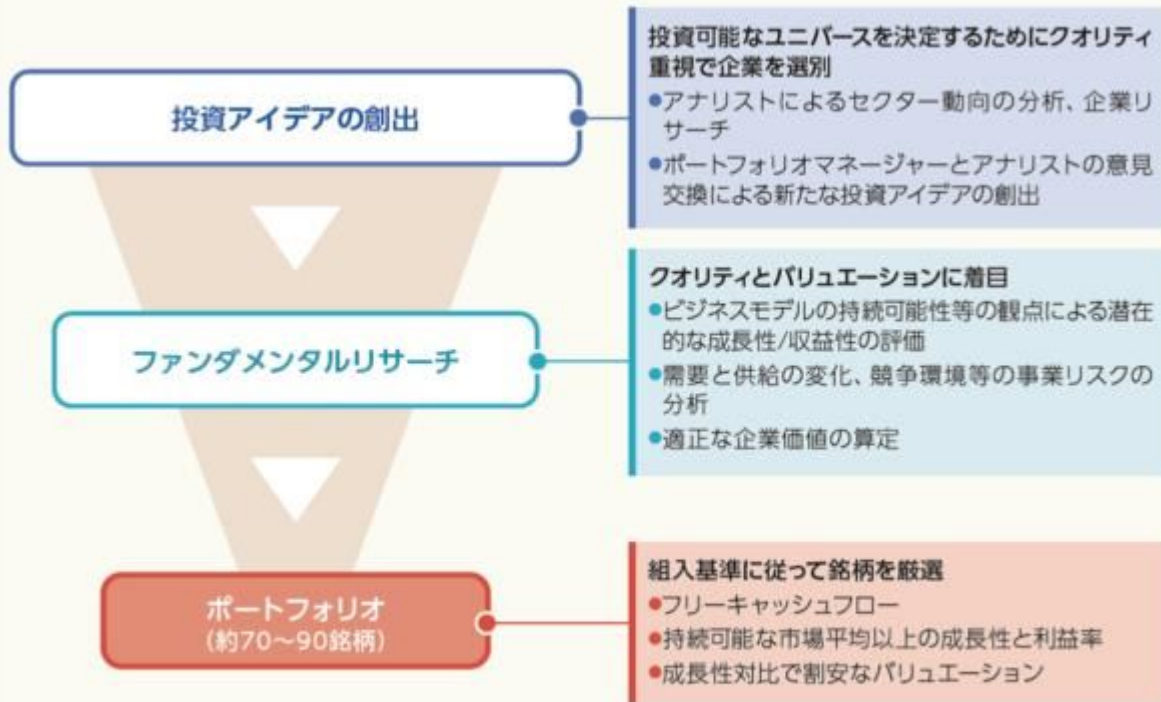 投資アイデアの創出
投資可能なユニバースを決定するためにクオリティ
重視で企業を選別
●アナリストによるセクター動向の分析、企業リ
サーチ
●ポートフォリオマネージャーとアナリストの意見
交換による新たな投資アイデアの創出
ファンダメンタルリサーチ
クオリティとバリュエーションに着目
●ビジネスモデルの持続可能性等の観点による潜在
的な成長性/収益性の評価
●需要と供給の変化、競争環境等の事業リスクの
分析
●適正な企業価値の算定
ポートフォリオ
（約70〜90銘柄）
組入基準に従って銘柄を厳選
●フリーキャッシュフロー
●持続可能な市場平均以上の成長性と利益率
●成長性対比で割安なバリュエーション